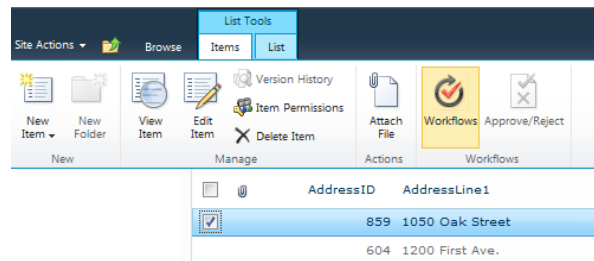 List Tools
Site Actions Browse Items List
Version History
Item Permissions
Delete Item
New Item New Folder View Item Edit Item Attach File Workflows Approve/Reject
New Manage Actions Workflows
AddressID AddressLine1
859 1050 Oak Street
604 1200 First Ave.